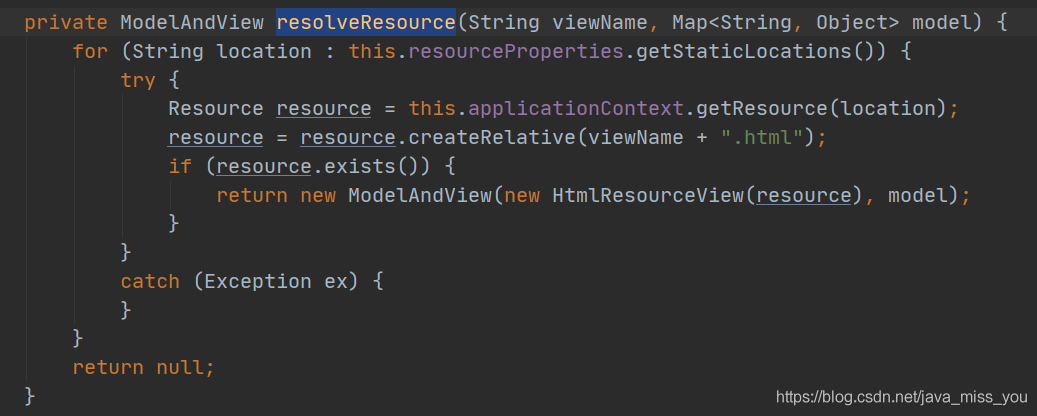 private ModelAndView resolveResource(String viewName, Map<String, Object> model) {
    for (String location : this.resourceProperties.getStaticLocations()) {
        try {
            Resource resource = this.applicationContext.getResource(location);
            resource = resource.createRelative(viewName + ".html");
            if (resource.exists()) {
                return new ModelAndView(new HtmlResourceView(resource), model);
            }
        }
        catch (Exception ex) {
        }
    }
    return null;
}
https://blog.csdn.net/java_miss_you